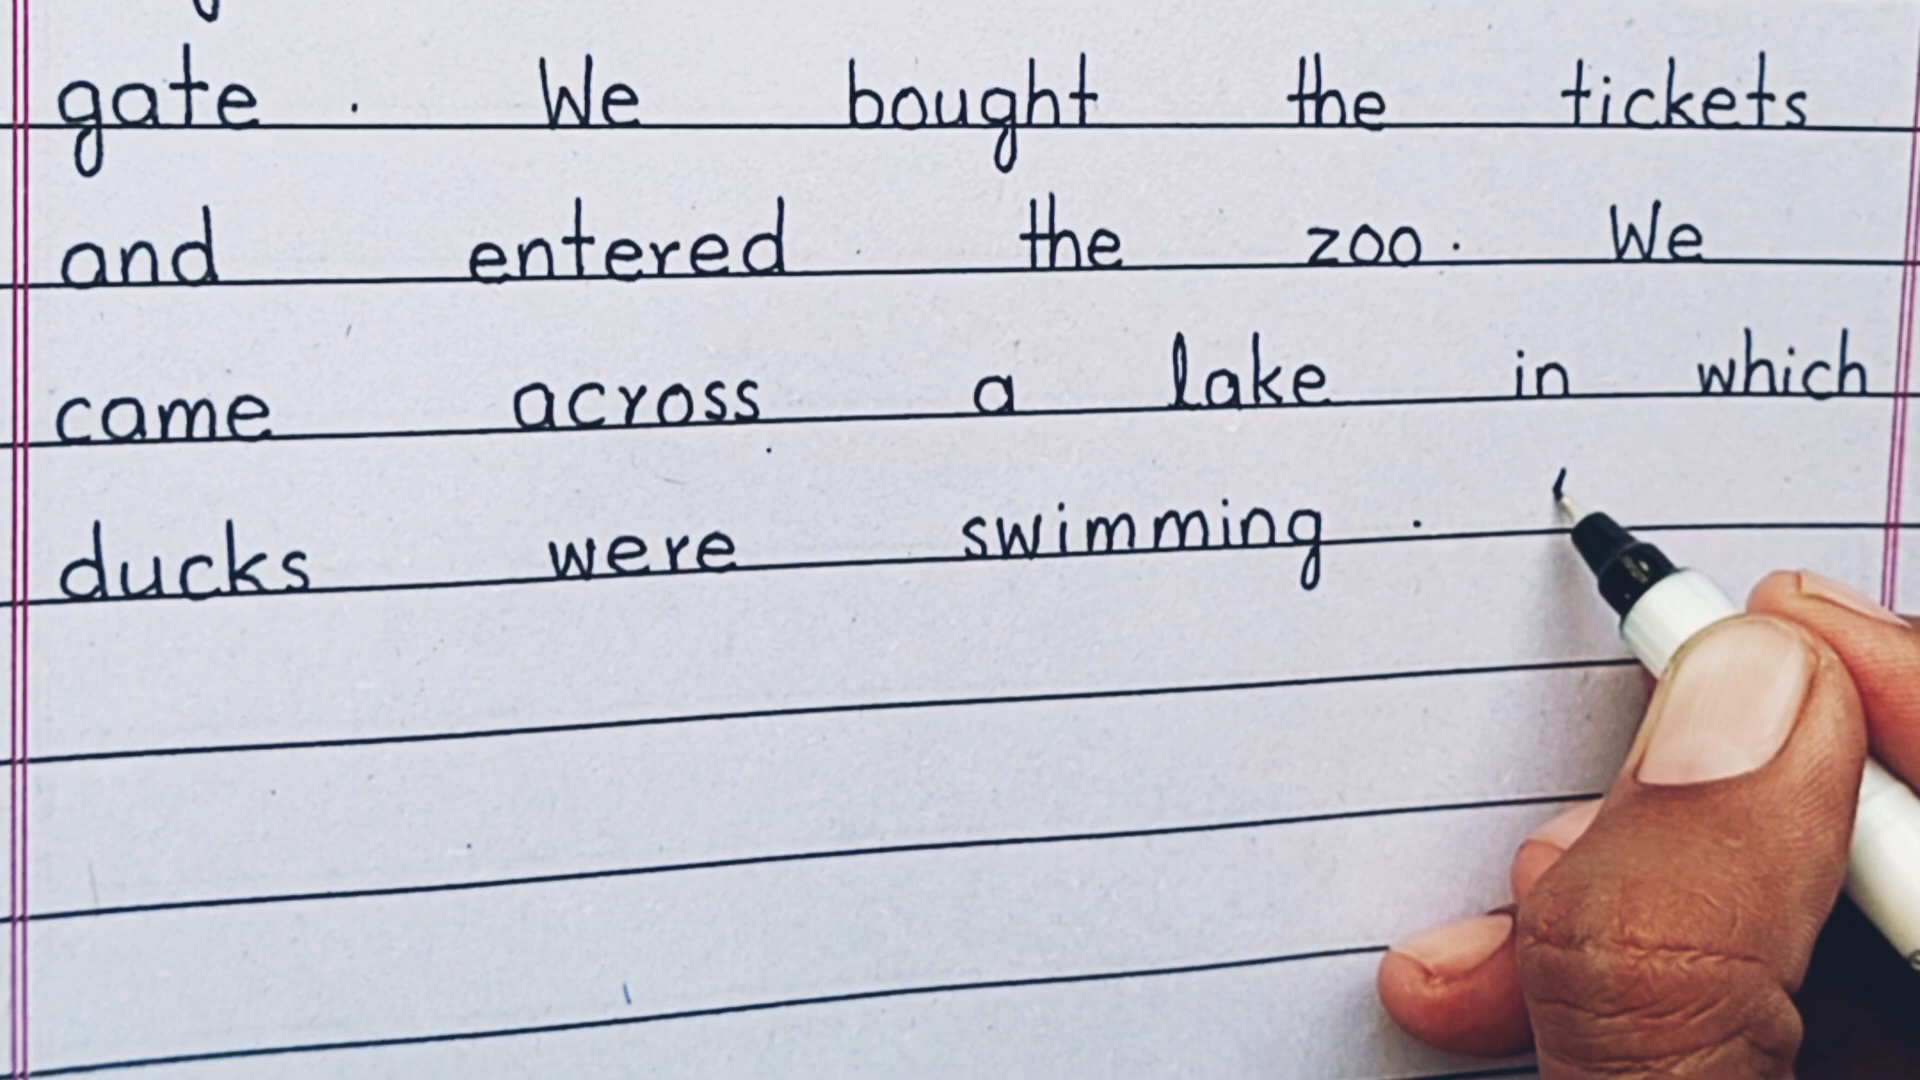 gate . We bought the tickets
and entered the zoo. We
came across a lake in which
ducks were swimming .